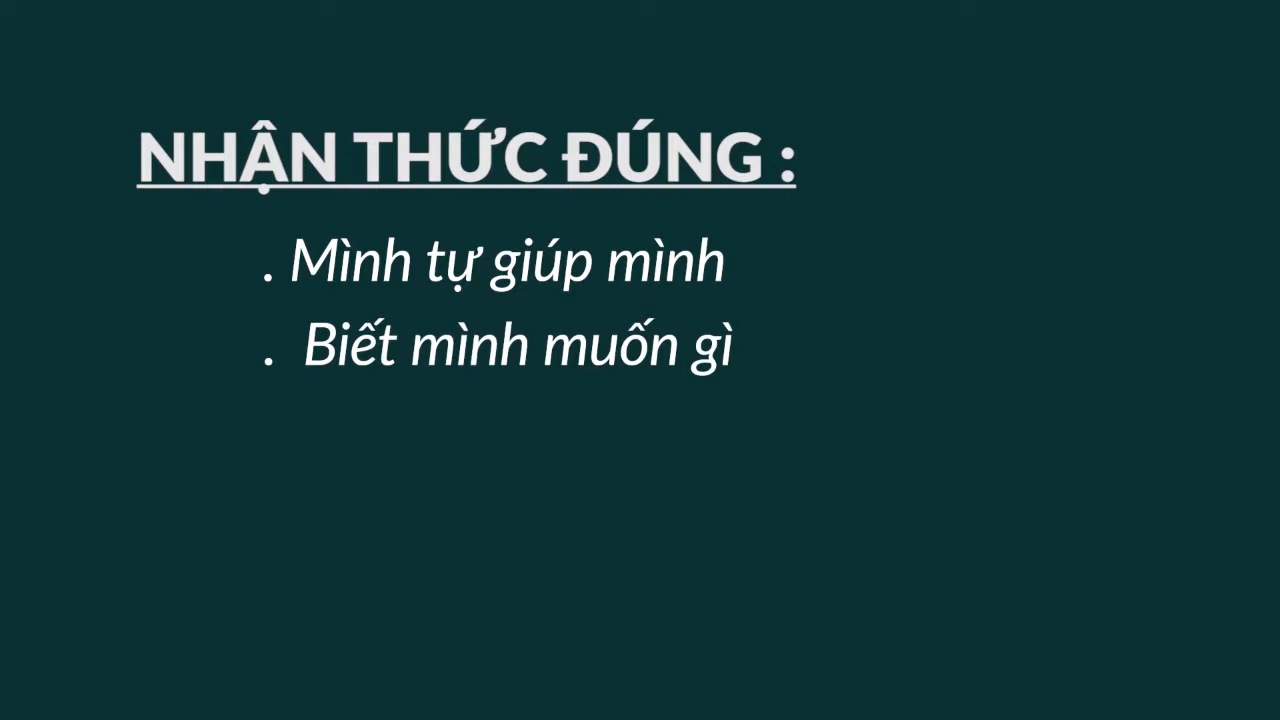 NHẬN THỨC ĐÚNG :
. Mình tự giúp mình
. Biết mình muốn gì